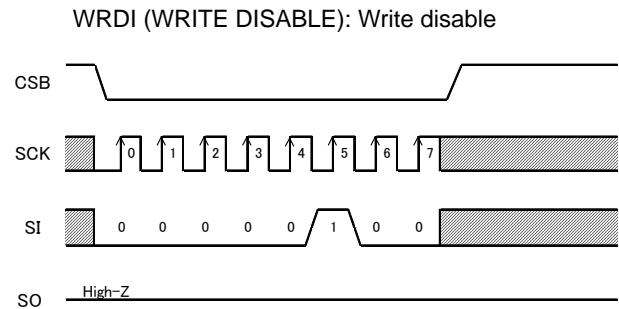 WRDI (WRITE DISABLE): Write disable
CSB
SCK 0 1 2 3 4 5 6 7
SI 0 0 0 0 0 1 0 0
High-Z
SO